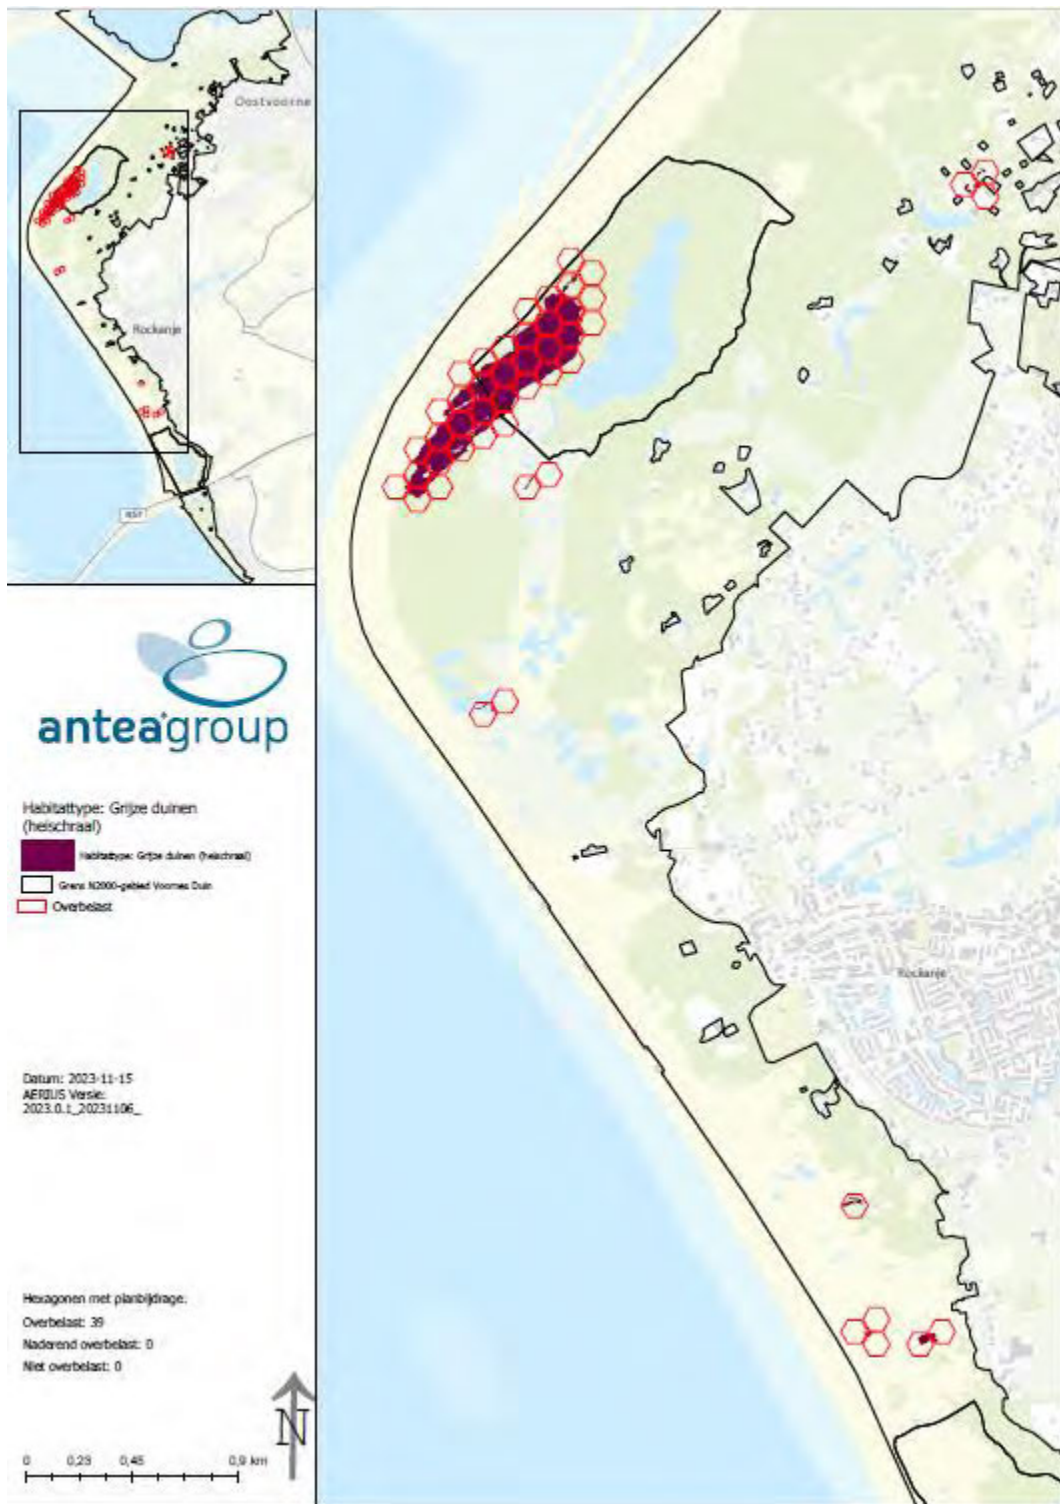 Oostvoorne
Rockanje
N57
anteagroup
Habitattype: Grijze duinen
(heischraal)
Habitattype: Grijze duinen (heischraal)
Grens N2000-gebied Voornes Duin
Overbelast
Rockanje
Datum: 2023-11-15
AERIUS Versie:
2023.0.1_20231106_
Hexagonen met planbijdrage:
Overbelast: 39
Naderend overbelast: 0
Niet overbelast: 0
N
0 0,23 0,45 0,9 km